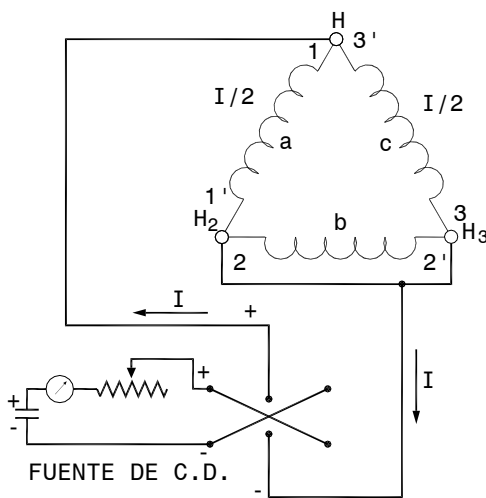 H
1 3'
I/2 I/2
a c
1' 3
H2 b H3
2 2'
I +
I
+
+
-
-
FUENTE DE C.D.
-